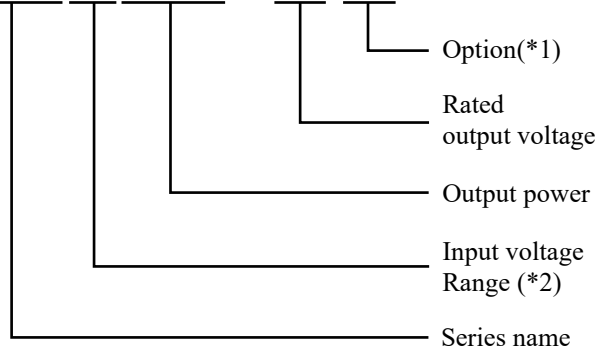 Option(*1)
Rated
output voltage
Output power
Input voltage
Range (*2)
Series name